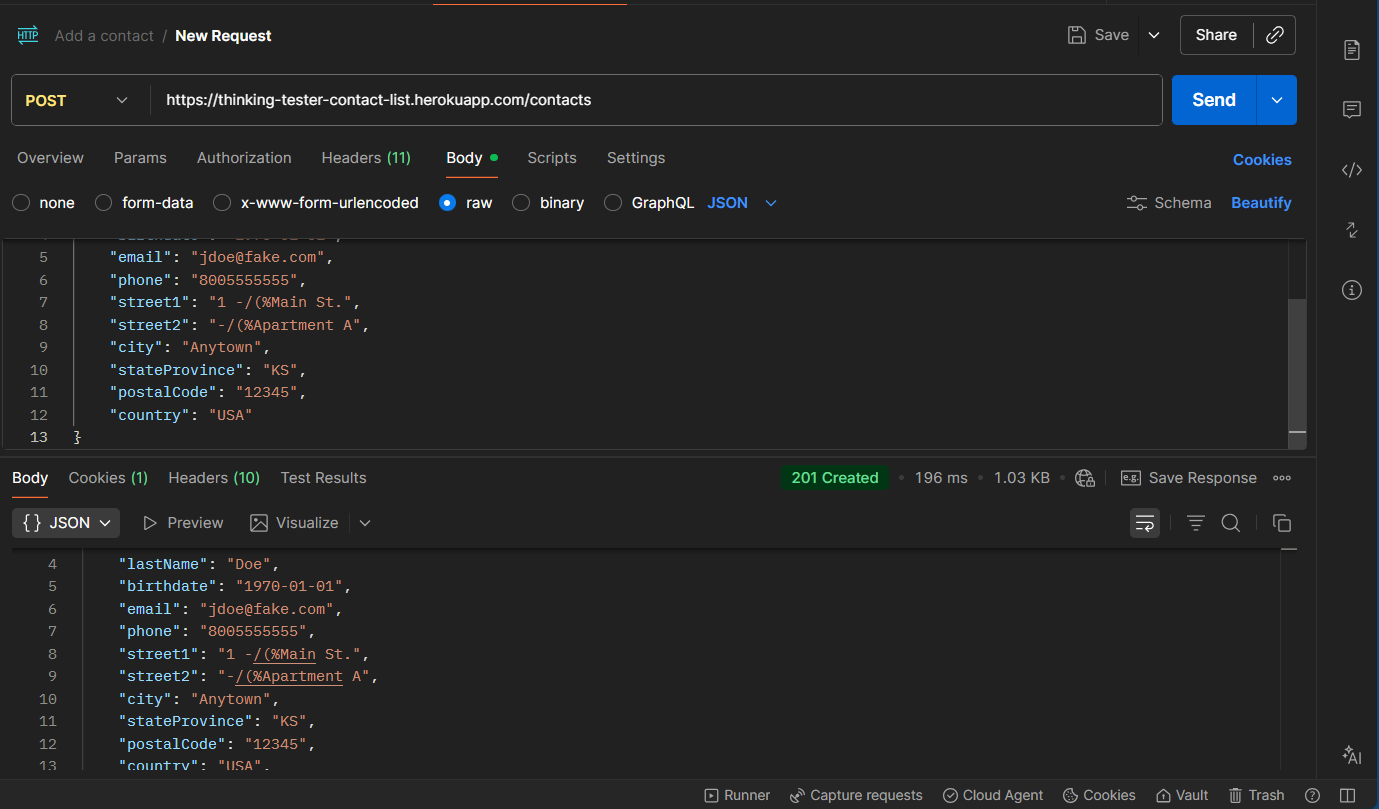 HTTP Add a contact / New Request Save Share
POST https://thinking-tester-contact-list.herokuapp.com/contacts Send
Overview Params Authorization Headers (11) Body Scripts Settings Cookies
none form-data x-www-form-urlencoded raw binary GraphQL JSON Schema Beautify
5 "email": "jdoe@fake.com",
6 "phone": "8005555555",
7 "street1": "1 -/(%Main St.",
8 "street2": "-/(%Apartment A",
9 "city": "Anytown",
10 "stateProvince": "KS",
11 "postalCode": "12345",
12 "country": "USA"
13 }
Body Cookies (1) Headers (10) Test Results 201 Created • 196 ms • 1.03 KB • e.g. Save Response
{} JSON Preview Visualize
4 "lastName": "Doe",
5 "birthdate": "1970-01-01",
6 "email": "jdoe@fake.com",
7 "phone": "8005555555",
8 "street1": "1 -/(%Main St.",
9 "street2": "-/(%Apartment A",
10 "city": "Anytown",
11 "stateProvince": "KS",
12 "postalCode": "12345",
13 "country": "USA",
AI
Runner Capture requests Cloud Agent Cookies Vault Trash